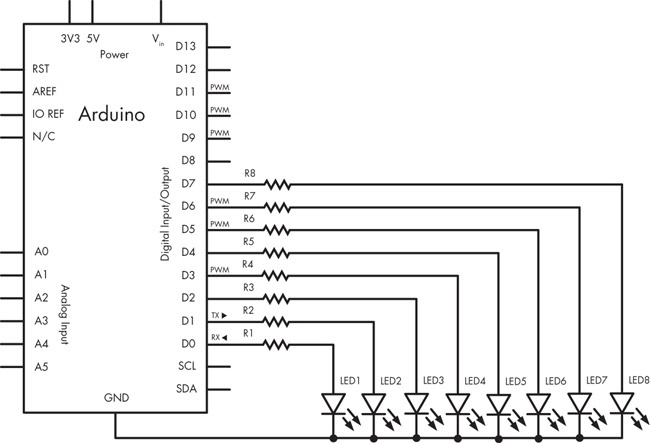 3V3 5V Vin
Power
D13
RST D12
AREF D11 PWM
IO REF Arduino D10 PWM
N/C D9 PWM
D8
Digital Input/Output
D7 R8
D6 PWM R7
D5 PWM R6
A0 D4 R5
A1 D3 PWM R4
A2 D2 R3
A3 D1 TX ▶ R2
A4 D0 RX ◀ R1
Analog Input
A5 SCL
SDA
LED1 LED2 LED3 LED4 LED5 LED6 LED7 LED8
GND